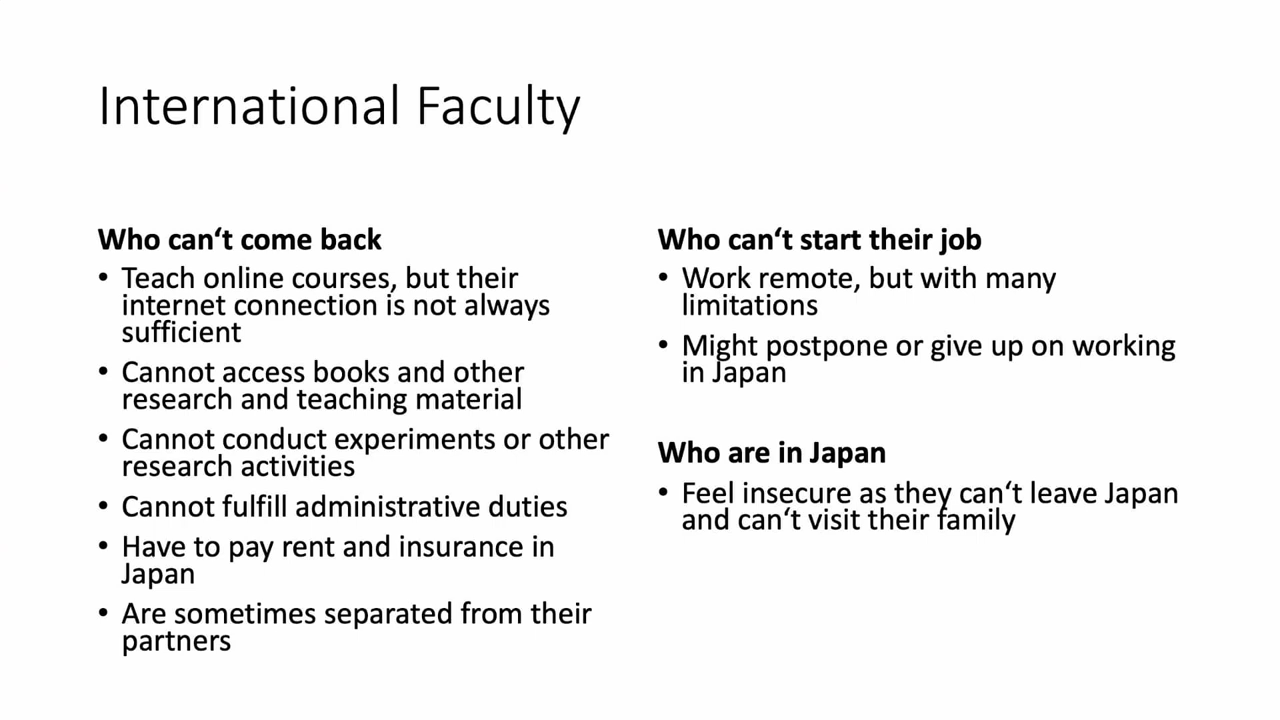 International Faculty
Who can‘t come back
• Teach online courses, but their
internet connection is not always
sufficient
• Cannot access books and other
research and teaching material
• Cannot conduct experiments or other
research activities
• Cannot fulfill administrative duties
• Have to pay rent and insurance in
Japan
• Are sometimes separated from their
partners
Who can‘t start their job
• Work remote, but with many
limitations
• Might postpone or give up on working
in Japan
Who are in Japan
• Feel insecure as they can‘t leave Japan
and can‘t visit their family